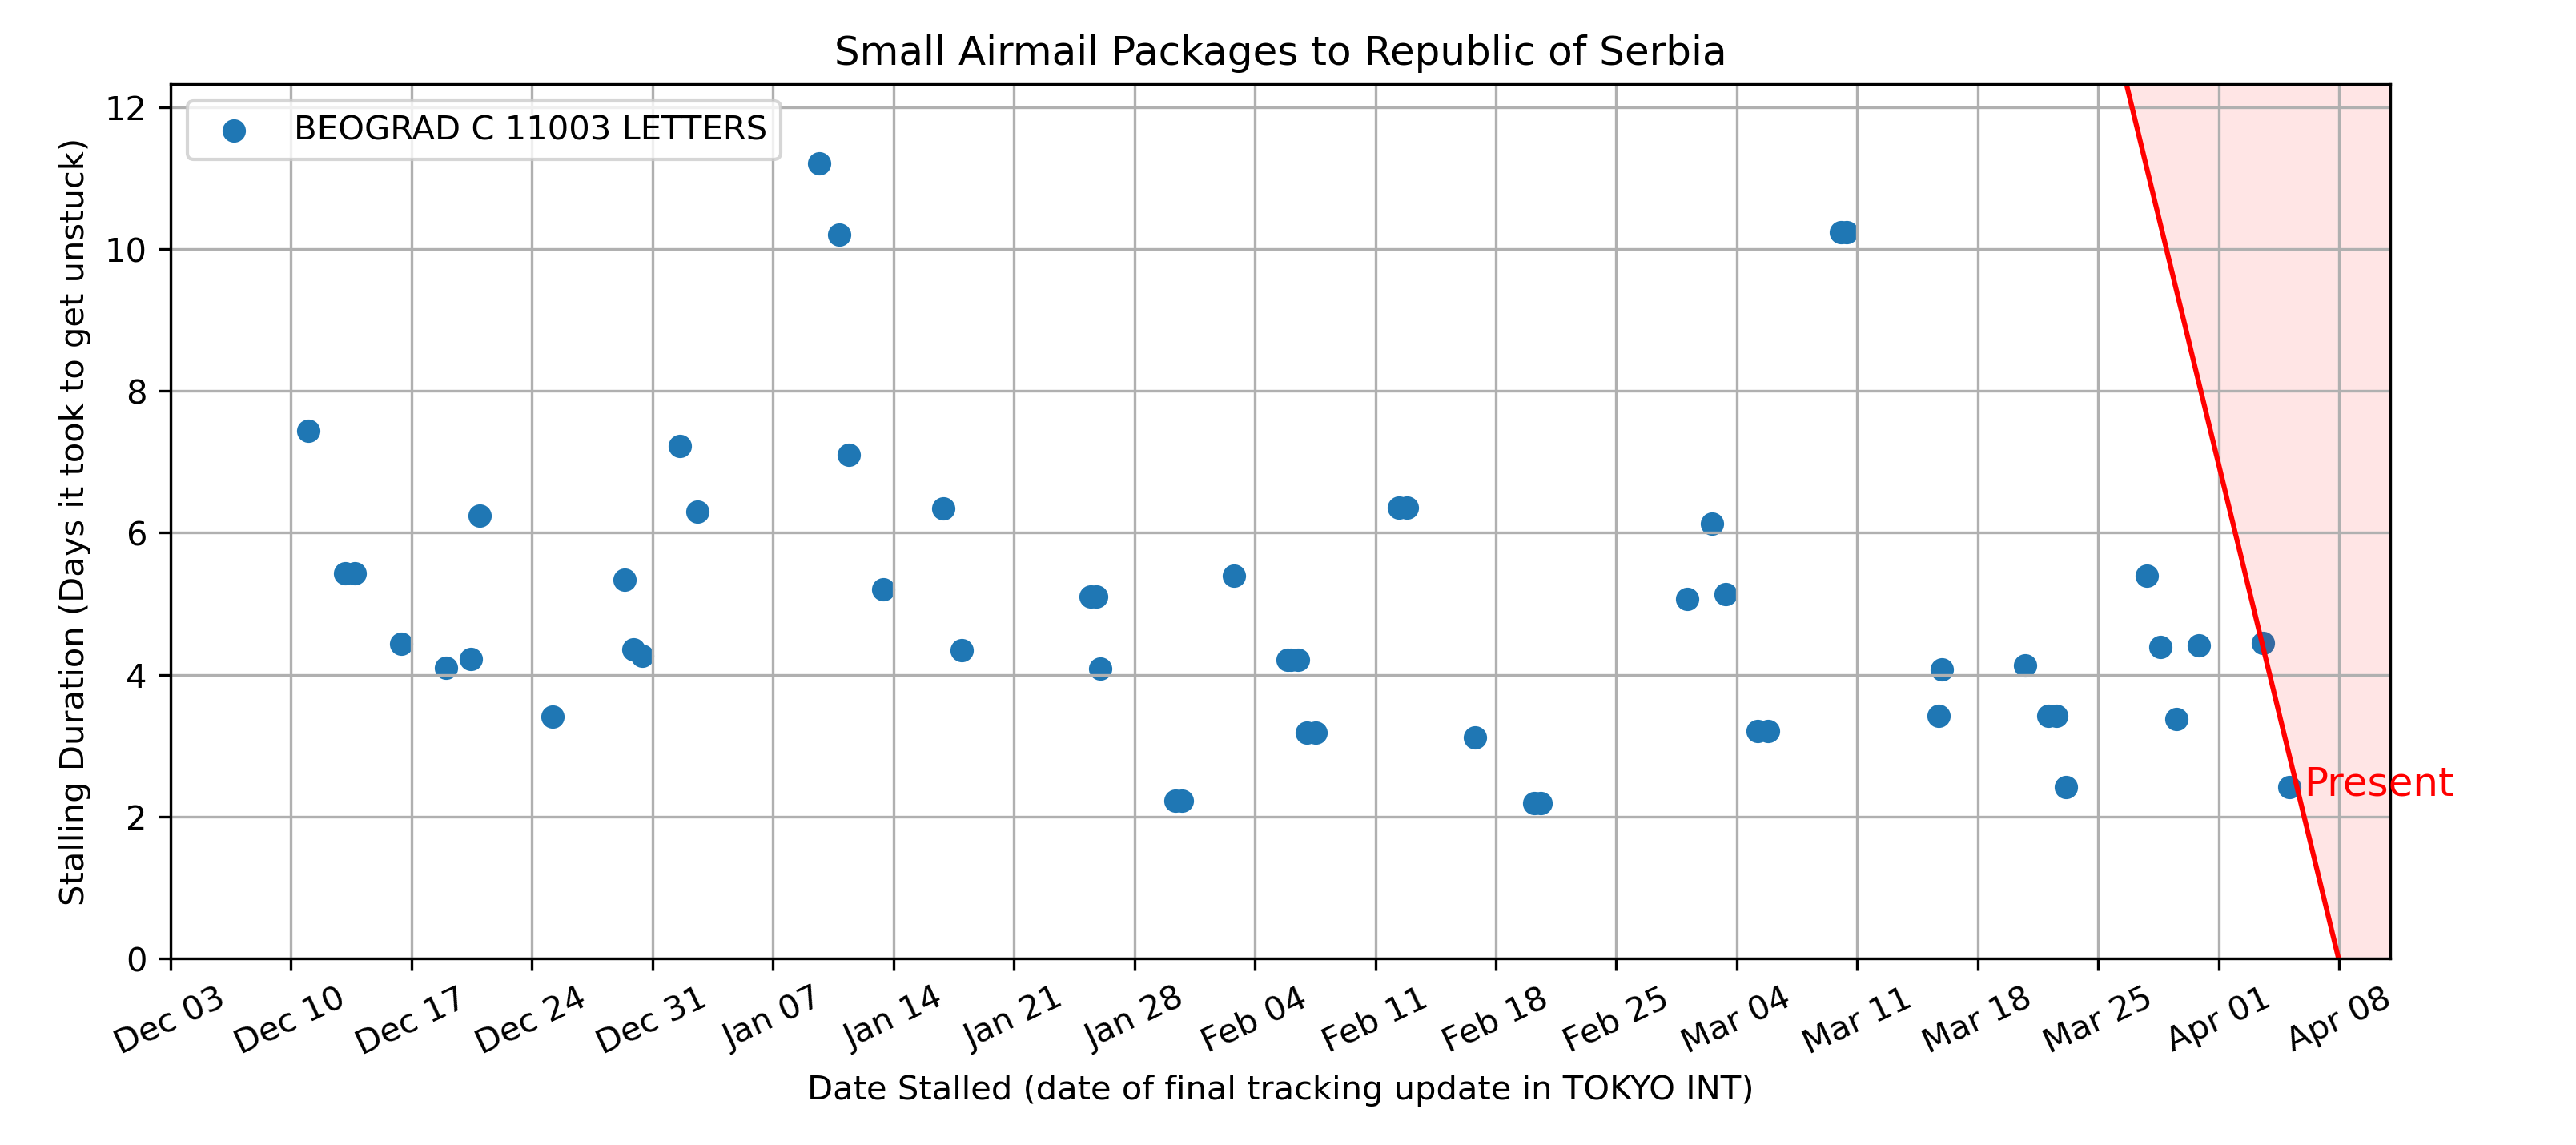 Small Airmail Packages to Republic of Serbia
BEOGRAD C 11003 LETTERS
Stalling Duration (Days it took to get unstuck)
12
10
8
6
4
2
0
Present
Dec 03
Dec 10
Dec 17
Dec 24
Dec 31
Jan 07
Jan 14
Jan 21
Jan 28
Feb 04
Feb 11
Feb 18
Feb 25
Mar 04
Mar 11
Mar 18
Mar 25
Apr 01
Apr 08
Date Stalled (date of final tracking update in TOKYO INT)